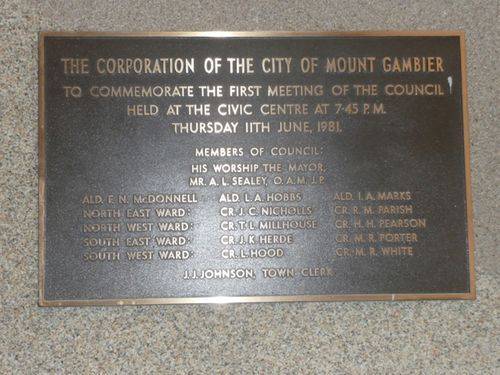 THE CORPORATION OF THE CITY OF MOUNT GAMBIER
TO COMMEMORATE THE FIRST MEETING OF THE COUNCIL
HELD AT THE CIVIC CENTRE AT 7·45 P.M.
THURSDAY 11TH JUNE, 1981.
MEMBERS OF COUNCIL:
HIS WORSHIP THE MAYOR,
MR. A. L. SEALEY, O.A.M. J.P.
ALD. E. N. McDONNELL ALD. L. A. HOBBS ALD. I. A. MARKS
NORTH EAST WARD: CR. J. C. NICHOLLS CR. R. M. PARISH
NORTH WEST WARD: CR. T. L. MILLHOUSE CR. H. H. PEARSON
SOUTH EAST WARD: CR. J. K. HERDE CR. M. R. PORTER
SOUTH WEST WARD: CR. L. HOOD CR. M. R. WHITE
J. J. JOHNSON, TOWN CLERK